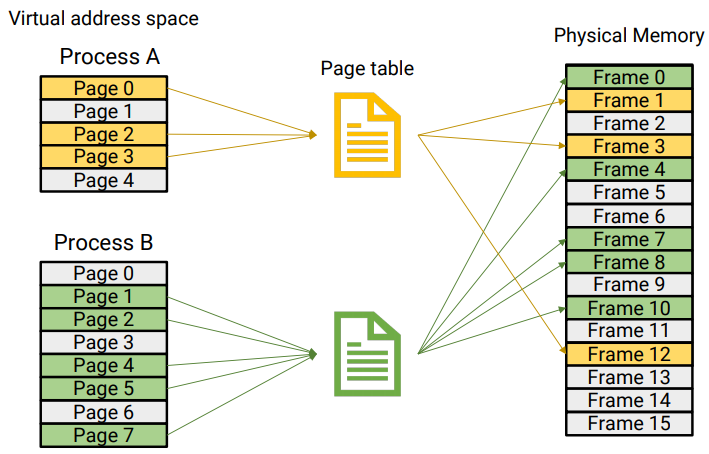 Virtual address space
Process A
Page 0
Page 1
Page 2
Page 3
Page 4
Process B
Page 0
Page 1
Page 2
Page 3
Page 4
Page 5
Page 6
Page 7
Page table
Physical Memory
Frame 0
Frame 1
Frame 2
Frame 3
Frame 4
Frame 5
Frame 6
Frame 7
Frame 8
Frame 9
Frame 10
Frame 11
Frame 12
Frame 13
Frame 14
Frame 15